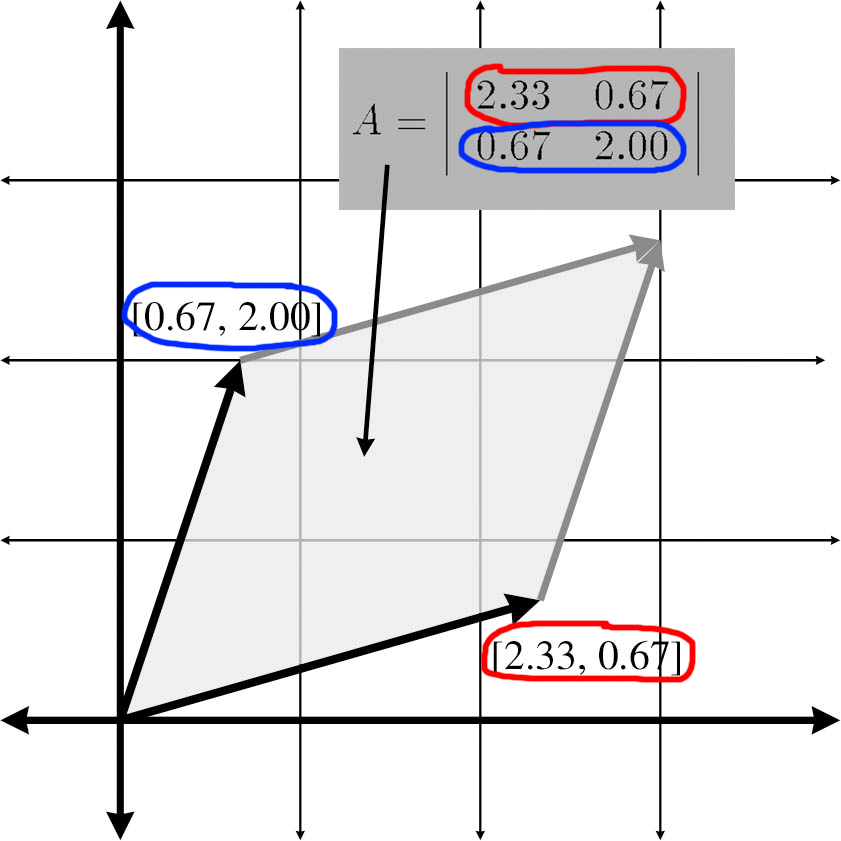 A = | 2.33 0.67 |
| 0.67 2.00 |
[0.67, 2.00]
[2.33, 0.67]